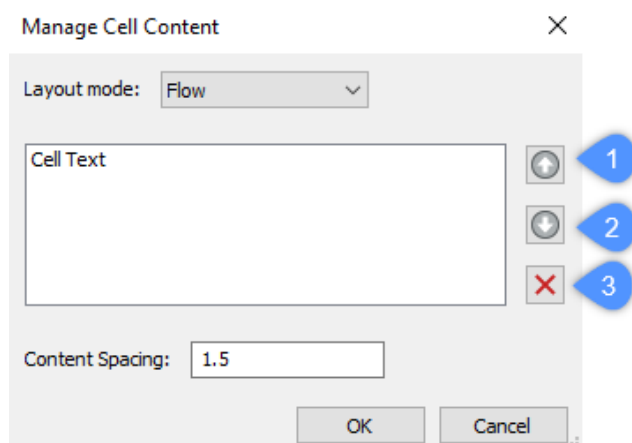 Manage Cell Content
Layout mode: Flow
Cell Text
1
2
3
Content Spacing: 1.5
OK Cancel